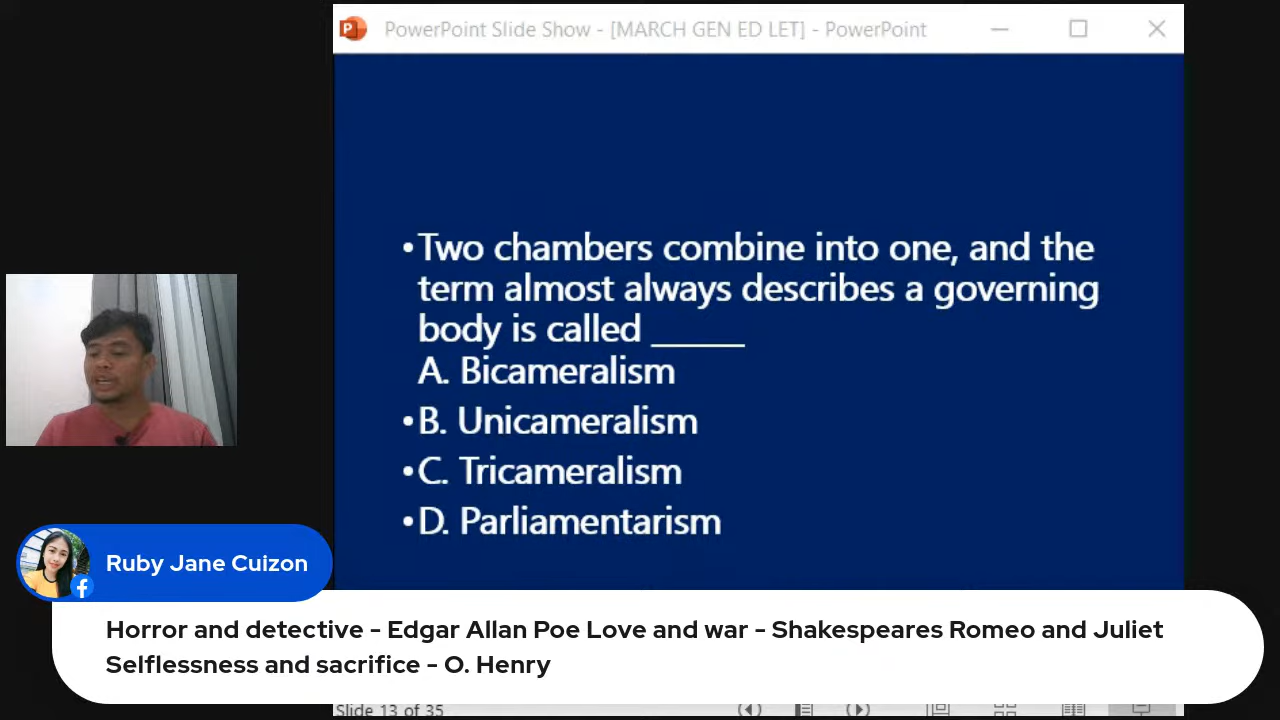 PowerPoint Slide Show - [MARCH GEN ED LET] - PowerPoint
•Two chambers combine into one, and the
term almost always describes a governing
body is called ______
A. Bicameralism
•B. Unicameralism
•C. Tricameralism
•D. Parliamentarism
Ruby Jane Cuizon
Horror and detective - Edgar Allan Poe Love and war - Shakespeares Romeo and Juliet
Selflessness and sacrifice - O. Henry
Slide 13 of 35